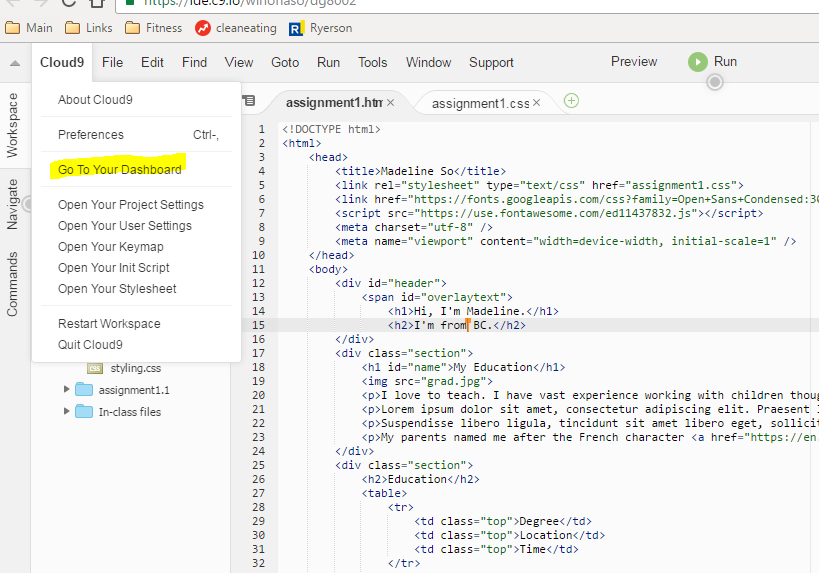 https://ide.c9.io/winonaso/dg8002
Main Links Fitness cleaneating Ryerson
Cloud9 File Edit Find View Goto Run Tools Window Support Preview Run
Workspace
Navigate
Commands
About Cloud9
Preferences Ctrl-,
Go To Your Dashboard
Open Your Project Settings
Open Your User Settings
Open Your Keymap
Open Your Init Script
Open Your Stylesheet
Restart Workspace
Quit Cloud9
styling.css
assignment1.1
In-class files
assignment1.htm × assignment1.css ×
1 <!DOCTYPE html>
2 <html>
3 <head>
4 <title>Madeline So</title>
5 <link rel="stylesheet" type="text/css" href="assignment1.css">
6 <link href="https://fonts.googleapis.com/css?family=Open+Sans+Condensed:30
7 <script src="https://use.fontawesome.com/ed11437832.js"></script>
8 <meta charset="utf-8" />
9 <meta name="viewport" content="width=device-width, initial-scale=1" />
10 </head>
11 <body>
12 <div id="header">
13 <span id="overlaytext">
14 <h1>Hi, I'm Madeline.</h1>
15 <h2>I'm from BC.</h2>
16 </div>
17 <div class="section">
18 <h1 id="name">My Education</h1>
19 <img src="grad.jpg">
20 <p>I love to teach. I have vast experience working with children thoug
21 <p>Lorem ipsum dolor sit amet, consectetur adipiscing elit. Praesent l
22 <p>Suspendisse libero ligula, tincidunt sit amet libero eget, sollicit
23 <p>My parents named me after the French character <a href="https://en.
24 </div>
25 <div class="section">
26 <h2>Education</h2>
27 <table>
28 <tr>
29 <td class="top">Degree</td>
30 <td class="top">Location</td>
31 <td class="top">Time</td>
32 </tr>